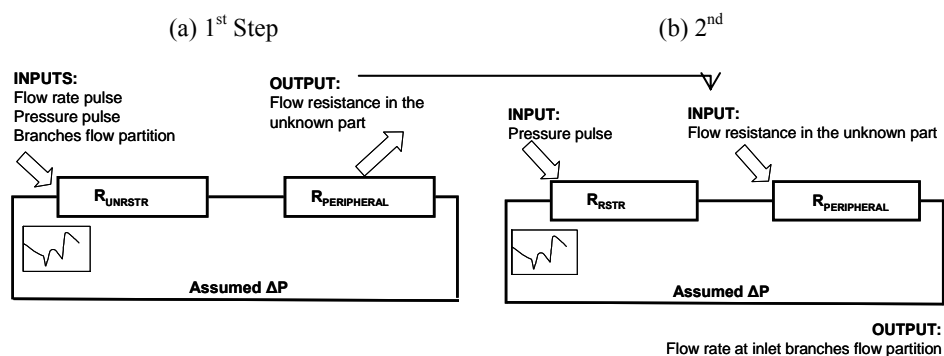 (a) 1st Step
INPUTS:
Flow rate pulse
Pressure pulse
Branches flow partition
OUTPUT:
Flow resistance in the
unknown part
RUNRSTR
RPERIPHERAL
Assumed ΔP
(b) 2nd
INPUT:
Pressure pulse
INPUT:
Flow resistance in the unknown part
RRSTR
RPERIPHERAL
Assumed ΔP
OUTPUT:
Flow rate at inlet branches flow partition